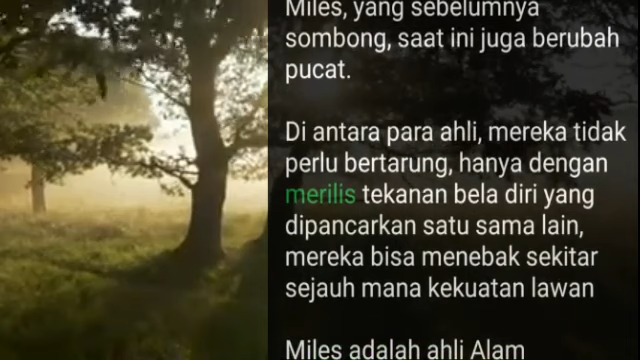 Miles, yang sebelumnya
sombong, saat ini juga berubah
pucat.
Di antara para ahli, mereka tidak
perlu bertarung, hanya dengan
merilis tekanan bela diri yang
dipancarkan satu sama lain,
mereka bisa menebak sekitar
sejauh mana kekuatan lawan
Miles adalah ahli Alam